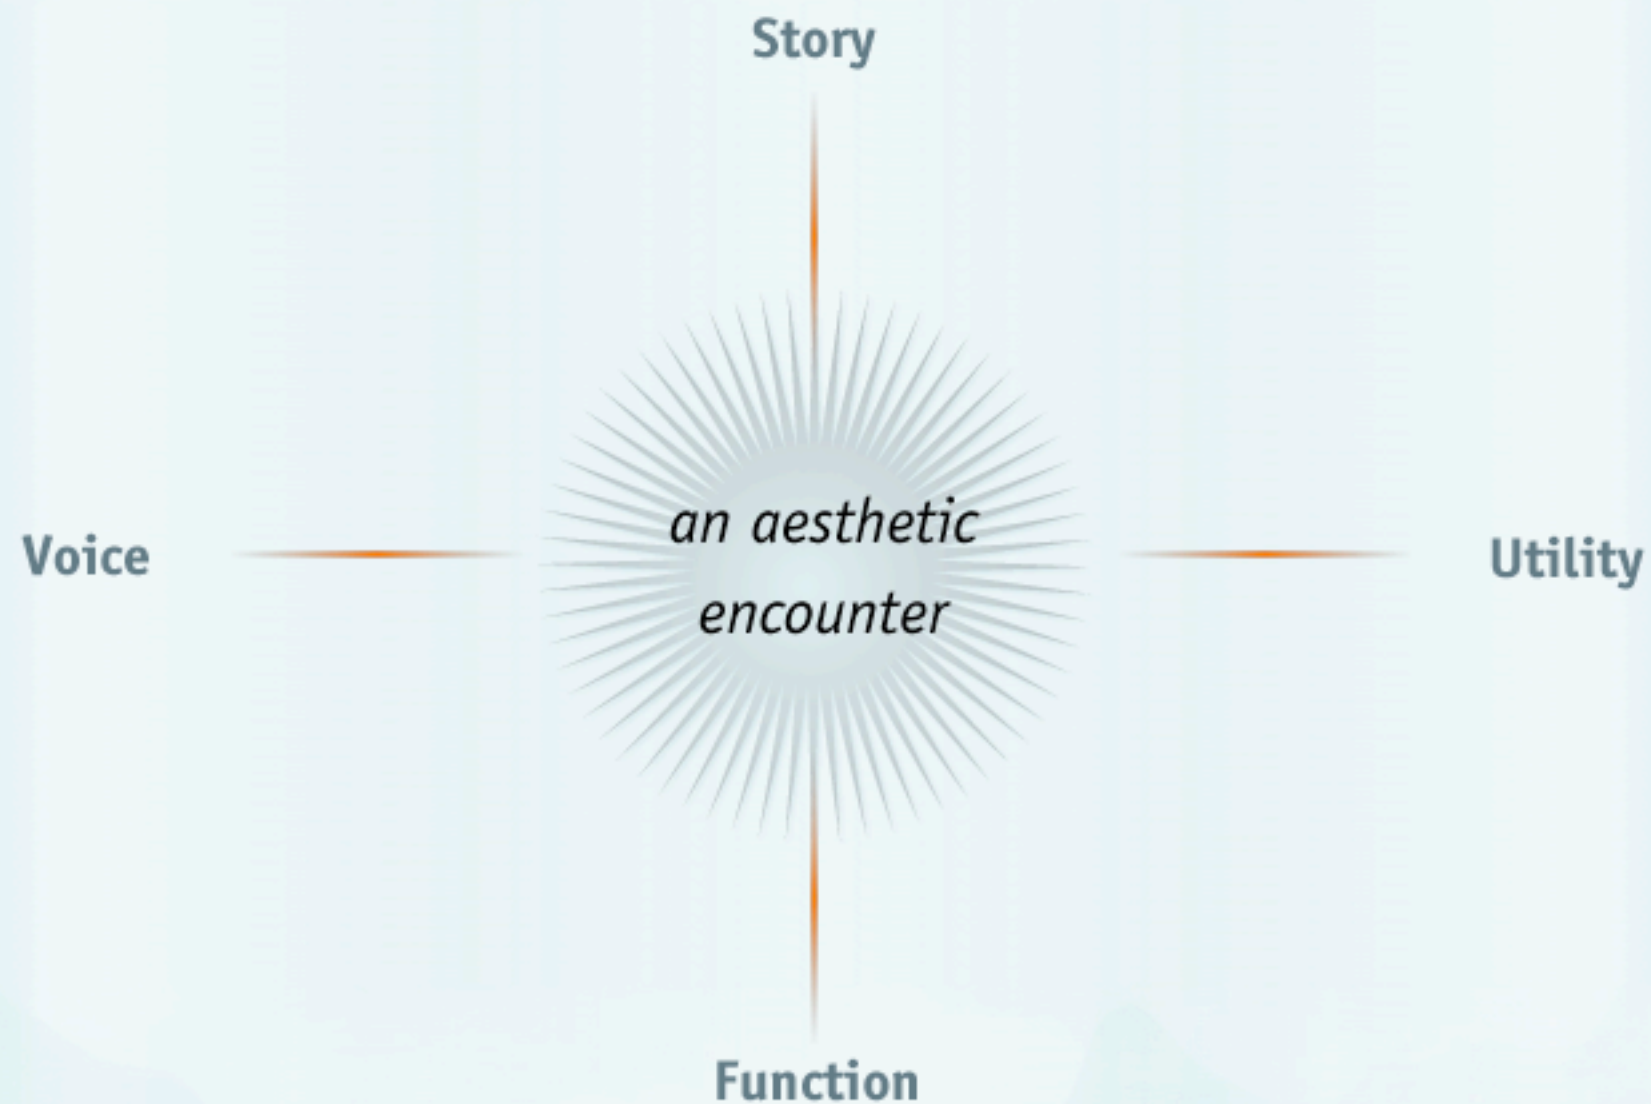 Story
Voice
an aesthetic
encounter
Utility
Function